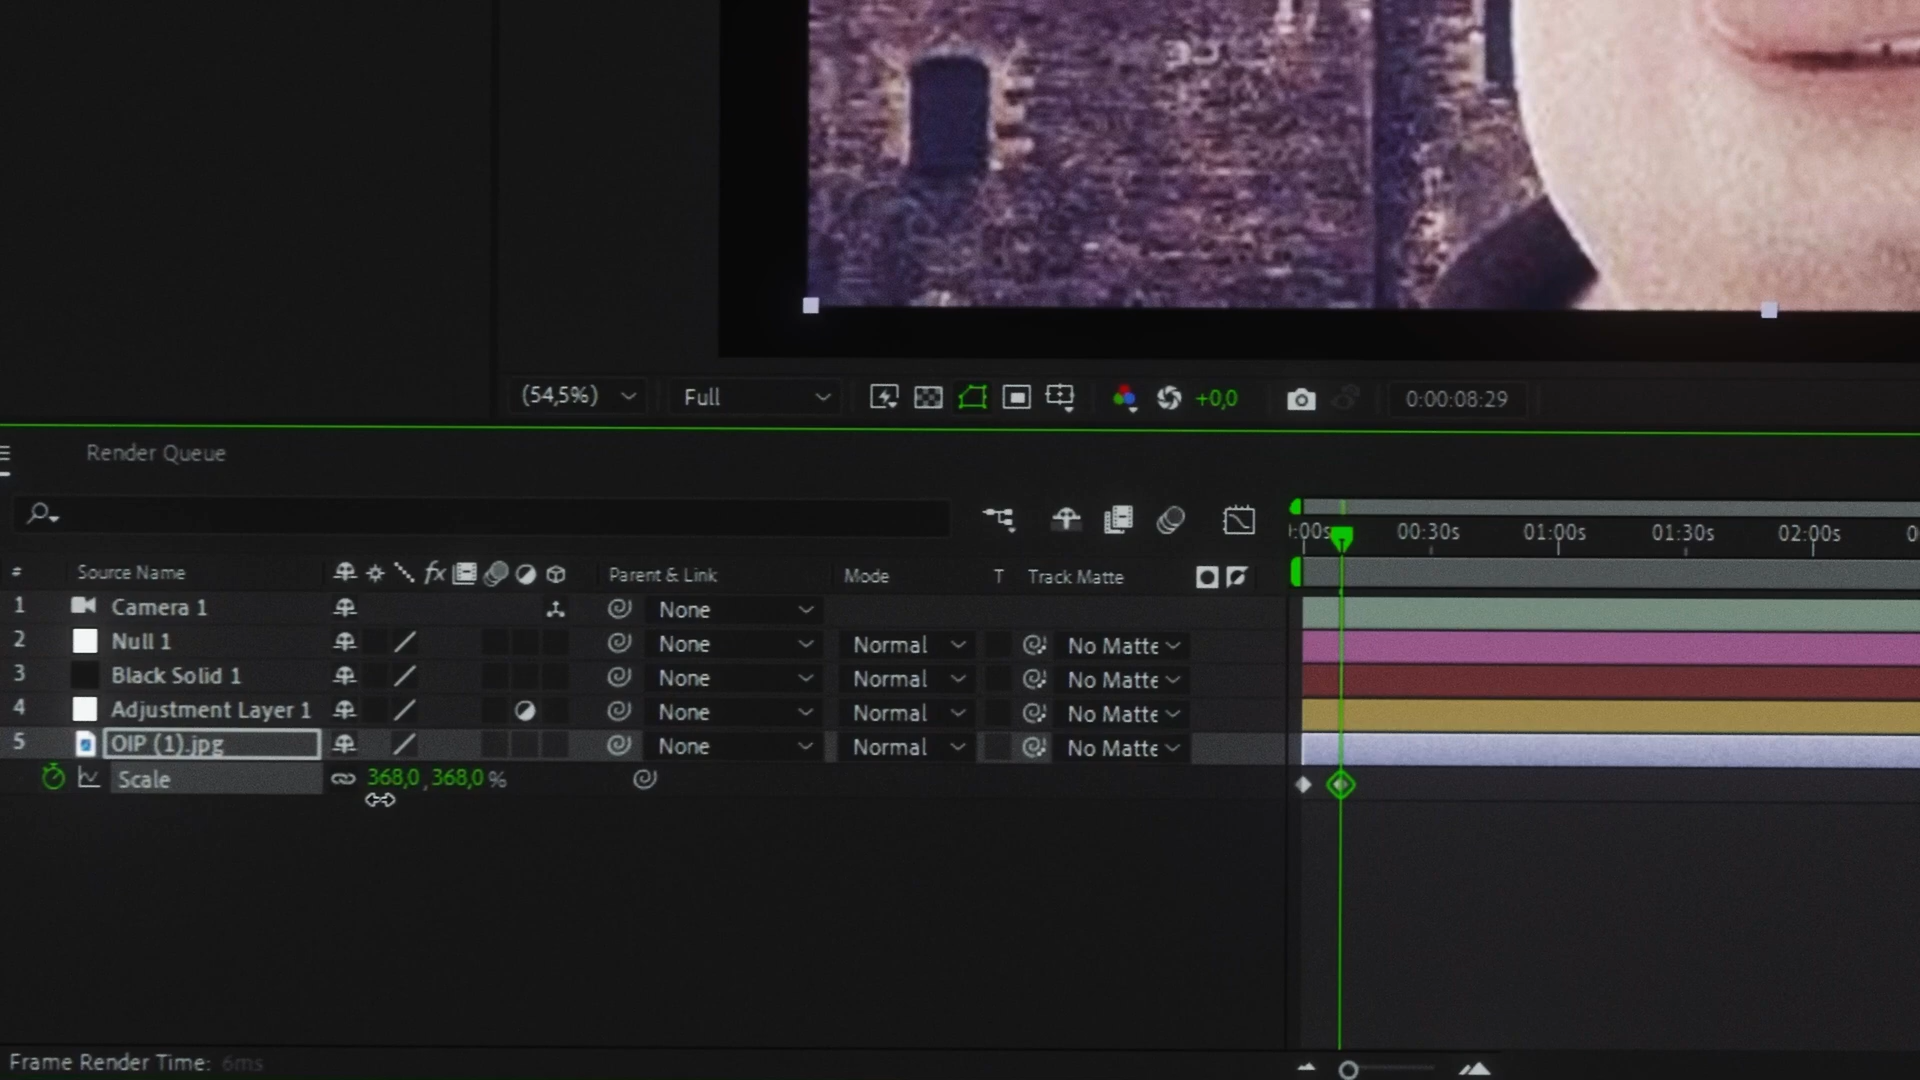 (54,5%)
Full
+0,0
0:00:08:29
Render Queue
:00s
00:30s
01:00s
01:30s
02:00s
#
Source Name
fx
Parent & Link
Mode
T
Track Matte
1
Camera 1
None
2
Null 1
None
Normal
No Matte
3
Black Solid 1
None
Normal
No Matte
4
Adjustment Layer 1
None
Normal
No Matte
5
OIP (1).jpg
None
Normal
No Matte
Scale
368,0, 368,0 %
Frame Render Time: 6ms